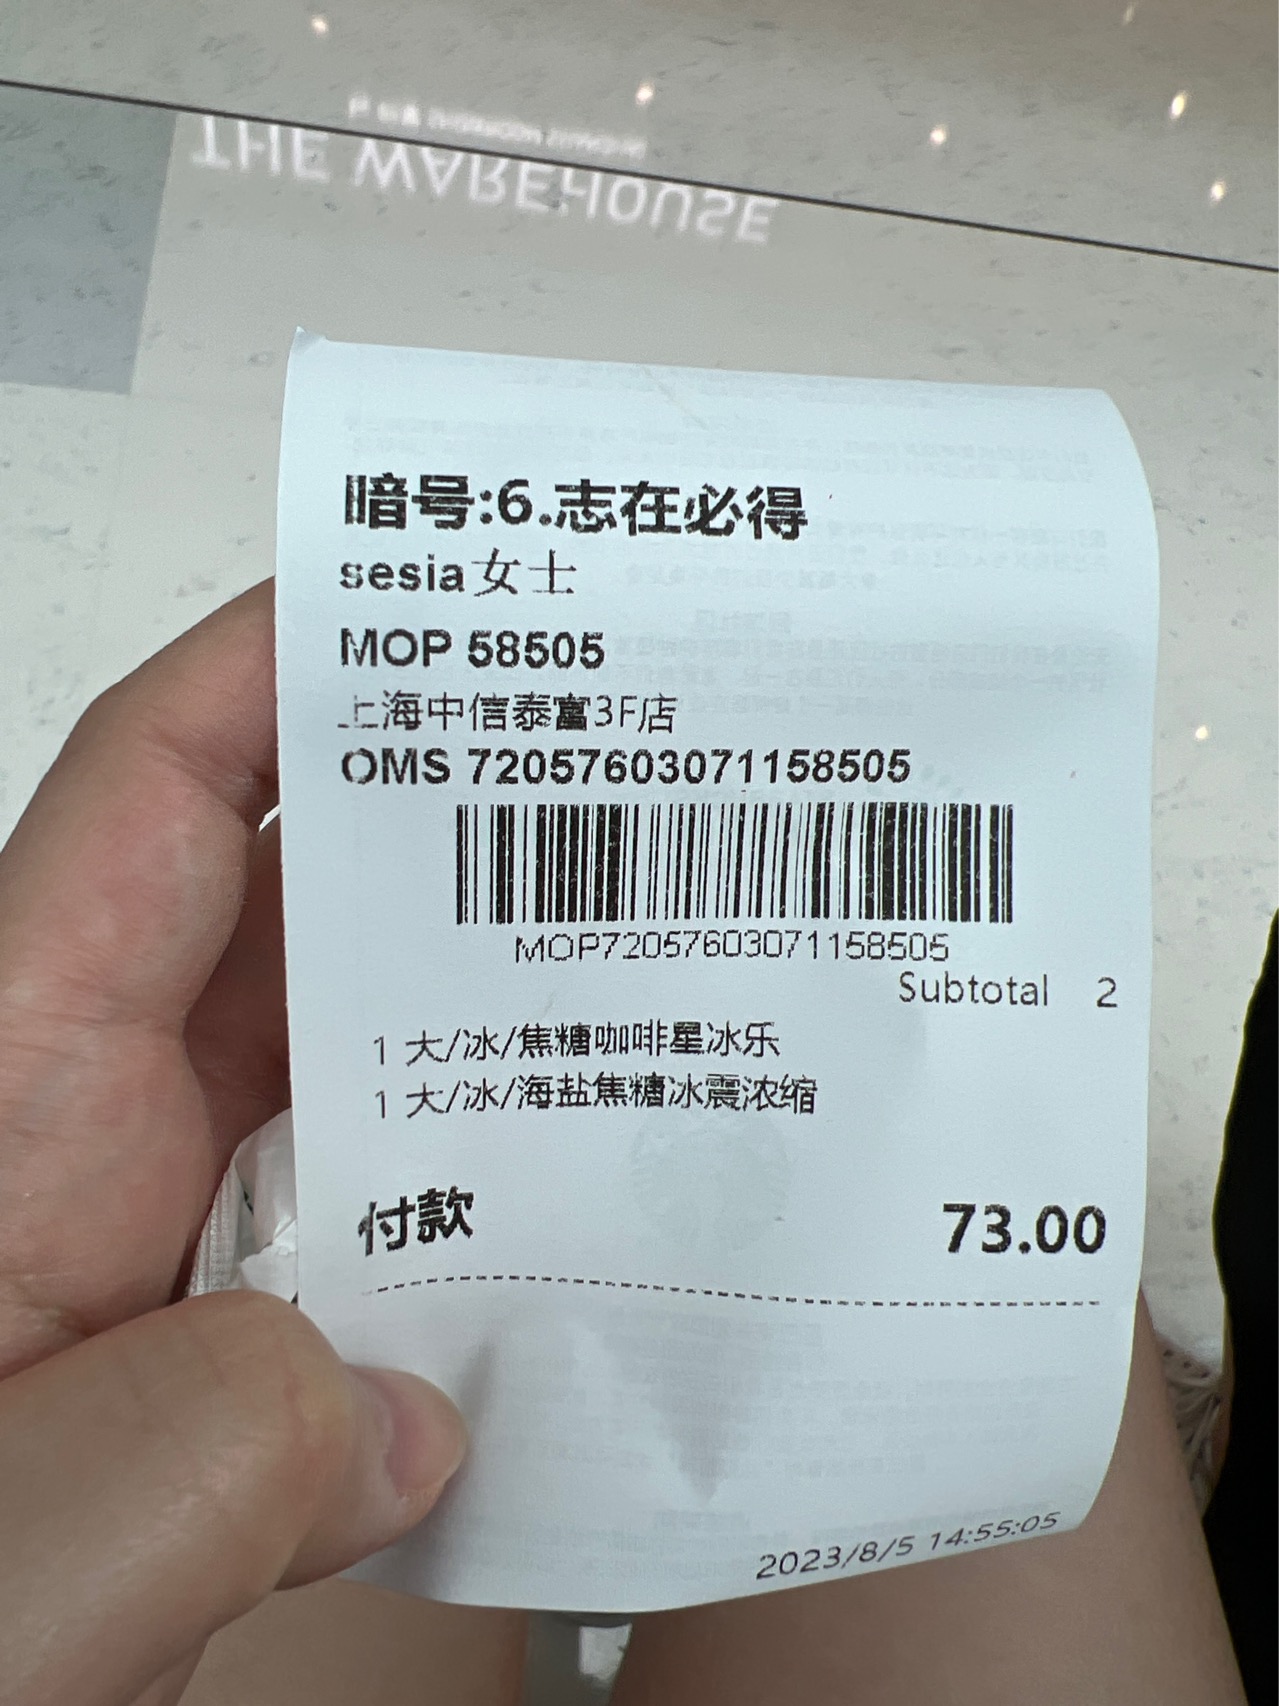 THE WAREHOUSE
暗号:6.志在必得
sesia女士
MOP 58505
上海中信泰富3F店
OMS 72057603071158505
MOP72057603071158505
Subtotal 2
1 大/冰/焦糖咖啡星冰乐
1 大/冰/海盐焦糖冰震浓缩
付款 73.00
2023/8/5 14:55:05